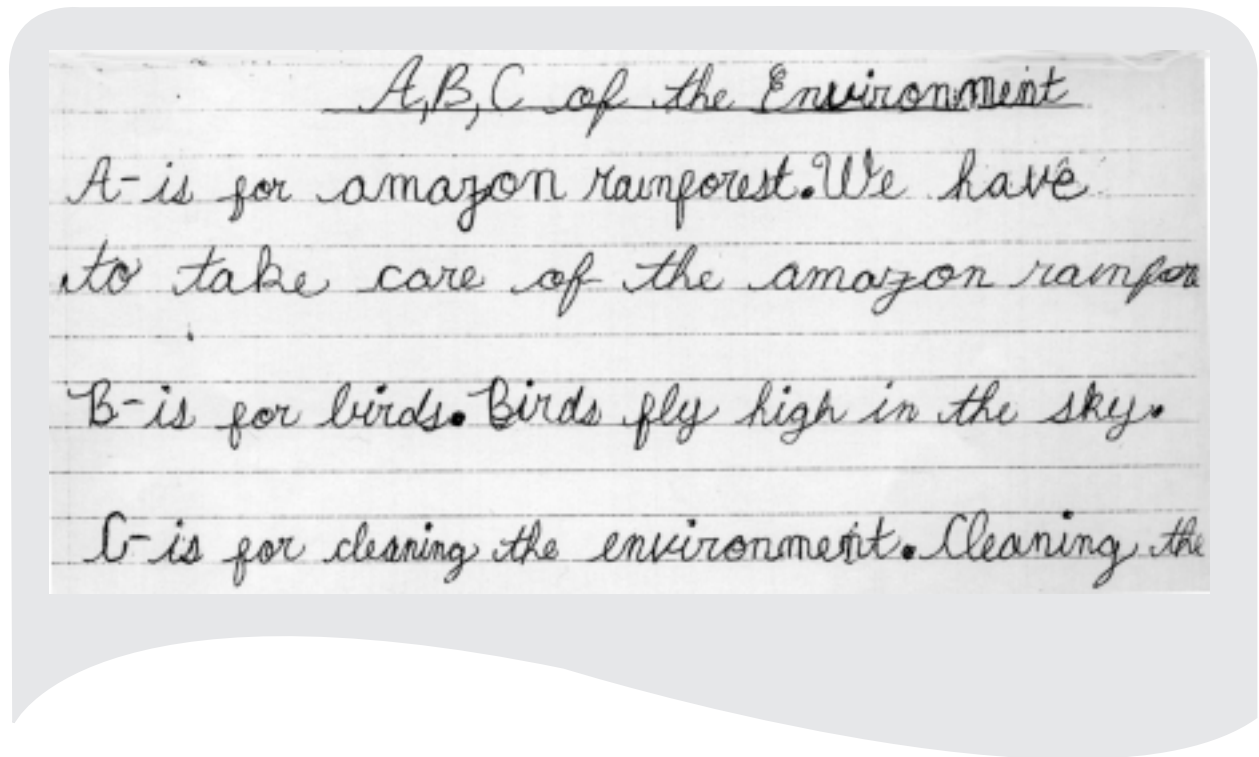 A,B,C of the Environment
A-is for amazon rainforest. We have
to take care of the amazon rainfore
B-is for birds. Birds fly high in the sky.
C-is for cleaning the environment. Cleaning the